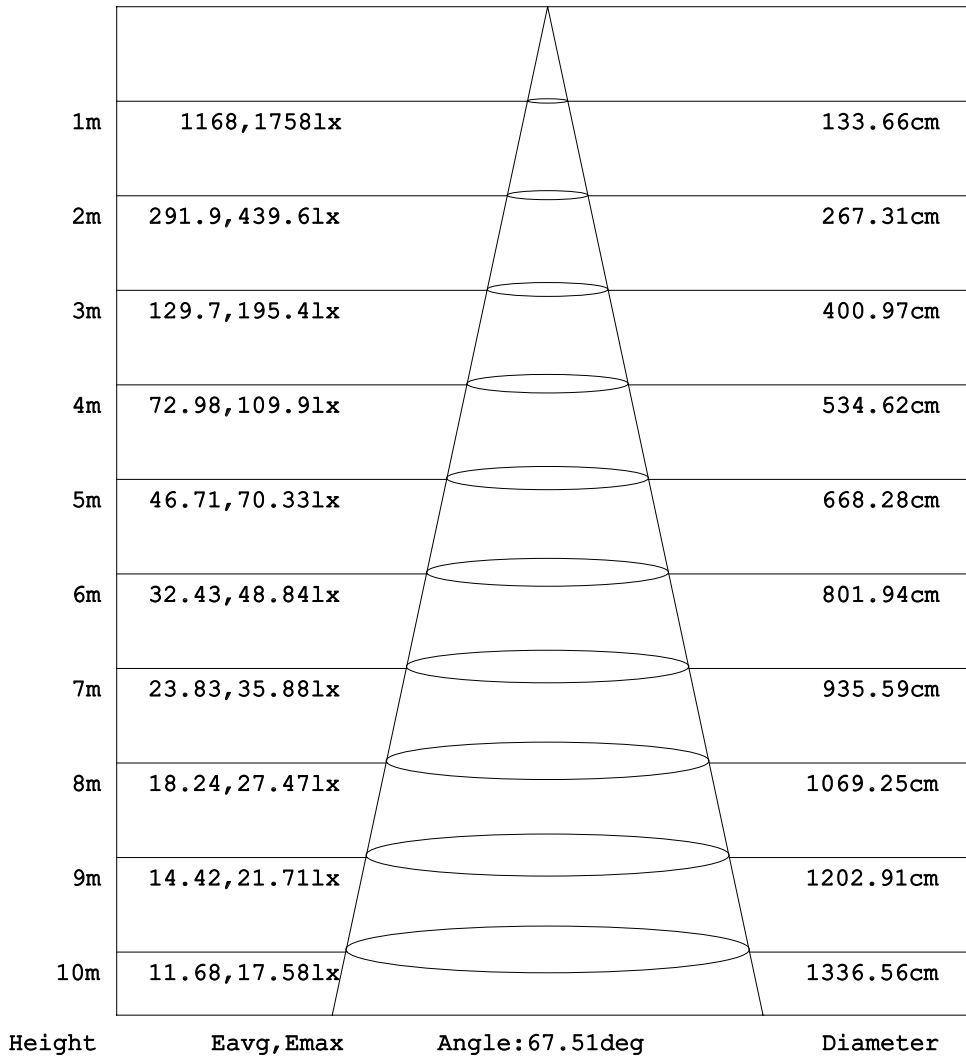 1m 1168,1758lx 133.66cm
2m 291.9,439.6lx 267.31cm
3m 129.7,195.4lx 400.97cm
4m 72.98,109.9lx 534.62cm
5m 46.71,70.33lx 668.28cm
6m 32.43,48.84lx 801.94cm
7m 23.83,35.88lx 935.59cm
8m 18.24,27.47lx 1069.25cm
9m 14.42,21.71lx 1202.91cm
10m 11.68,17.58lx 1336.56cm
Height Eavg,Emax Angle:67.51deg Diameter